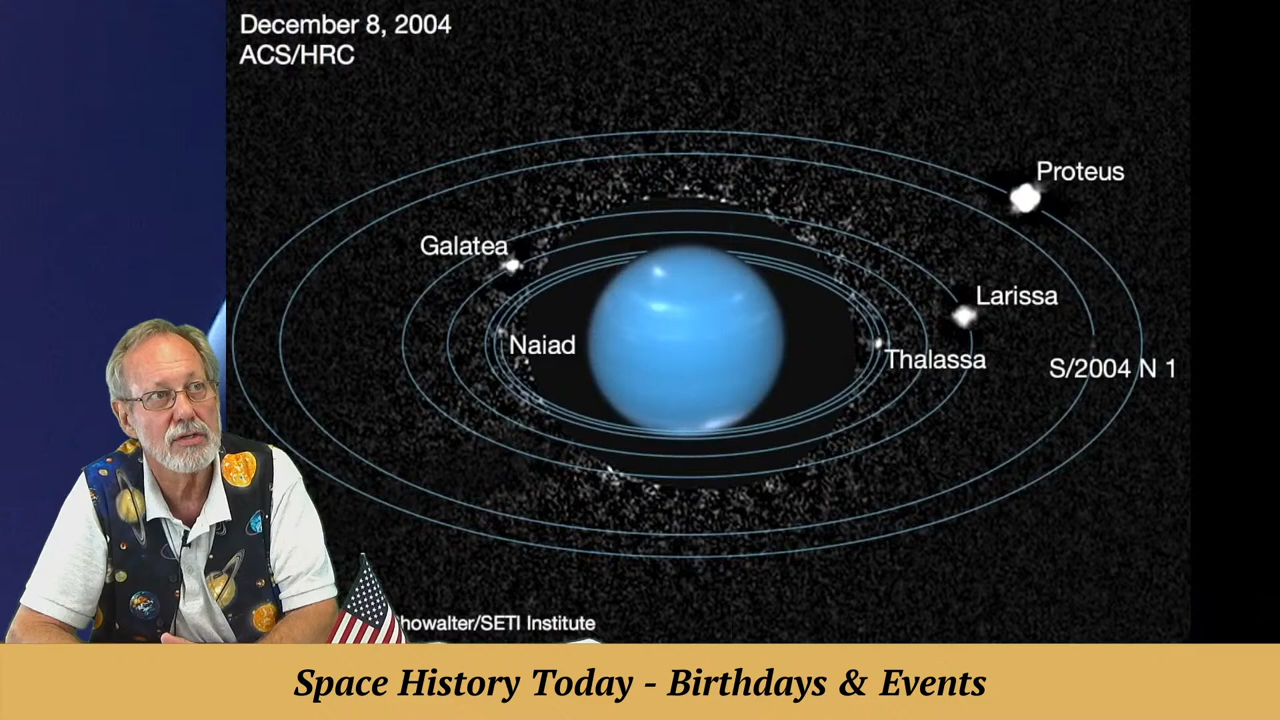 December 8, 2004
ACS/HRC
Proteus
Galatea
Larissa
Naiad
Thalassa
S/2004 N 1
/SETI Institute
Space History Today - Birthdays & Events